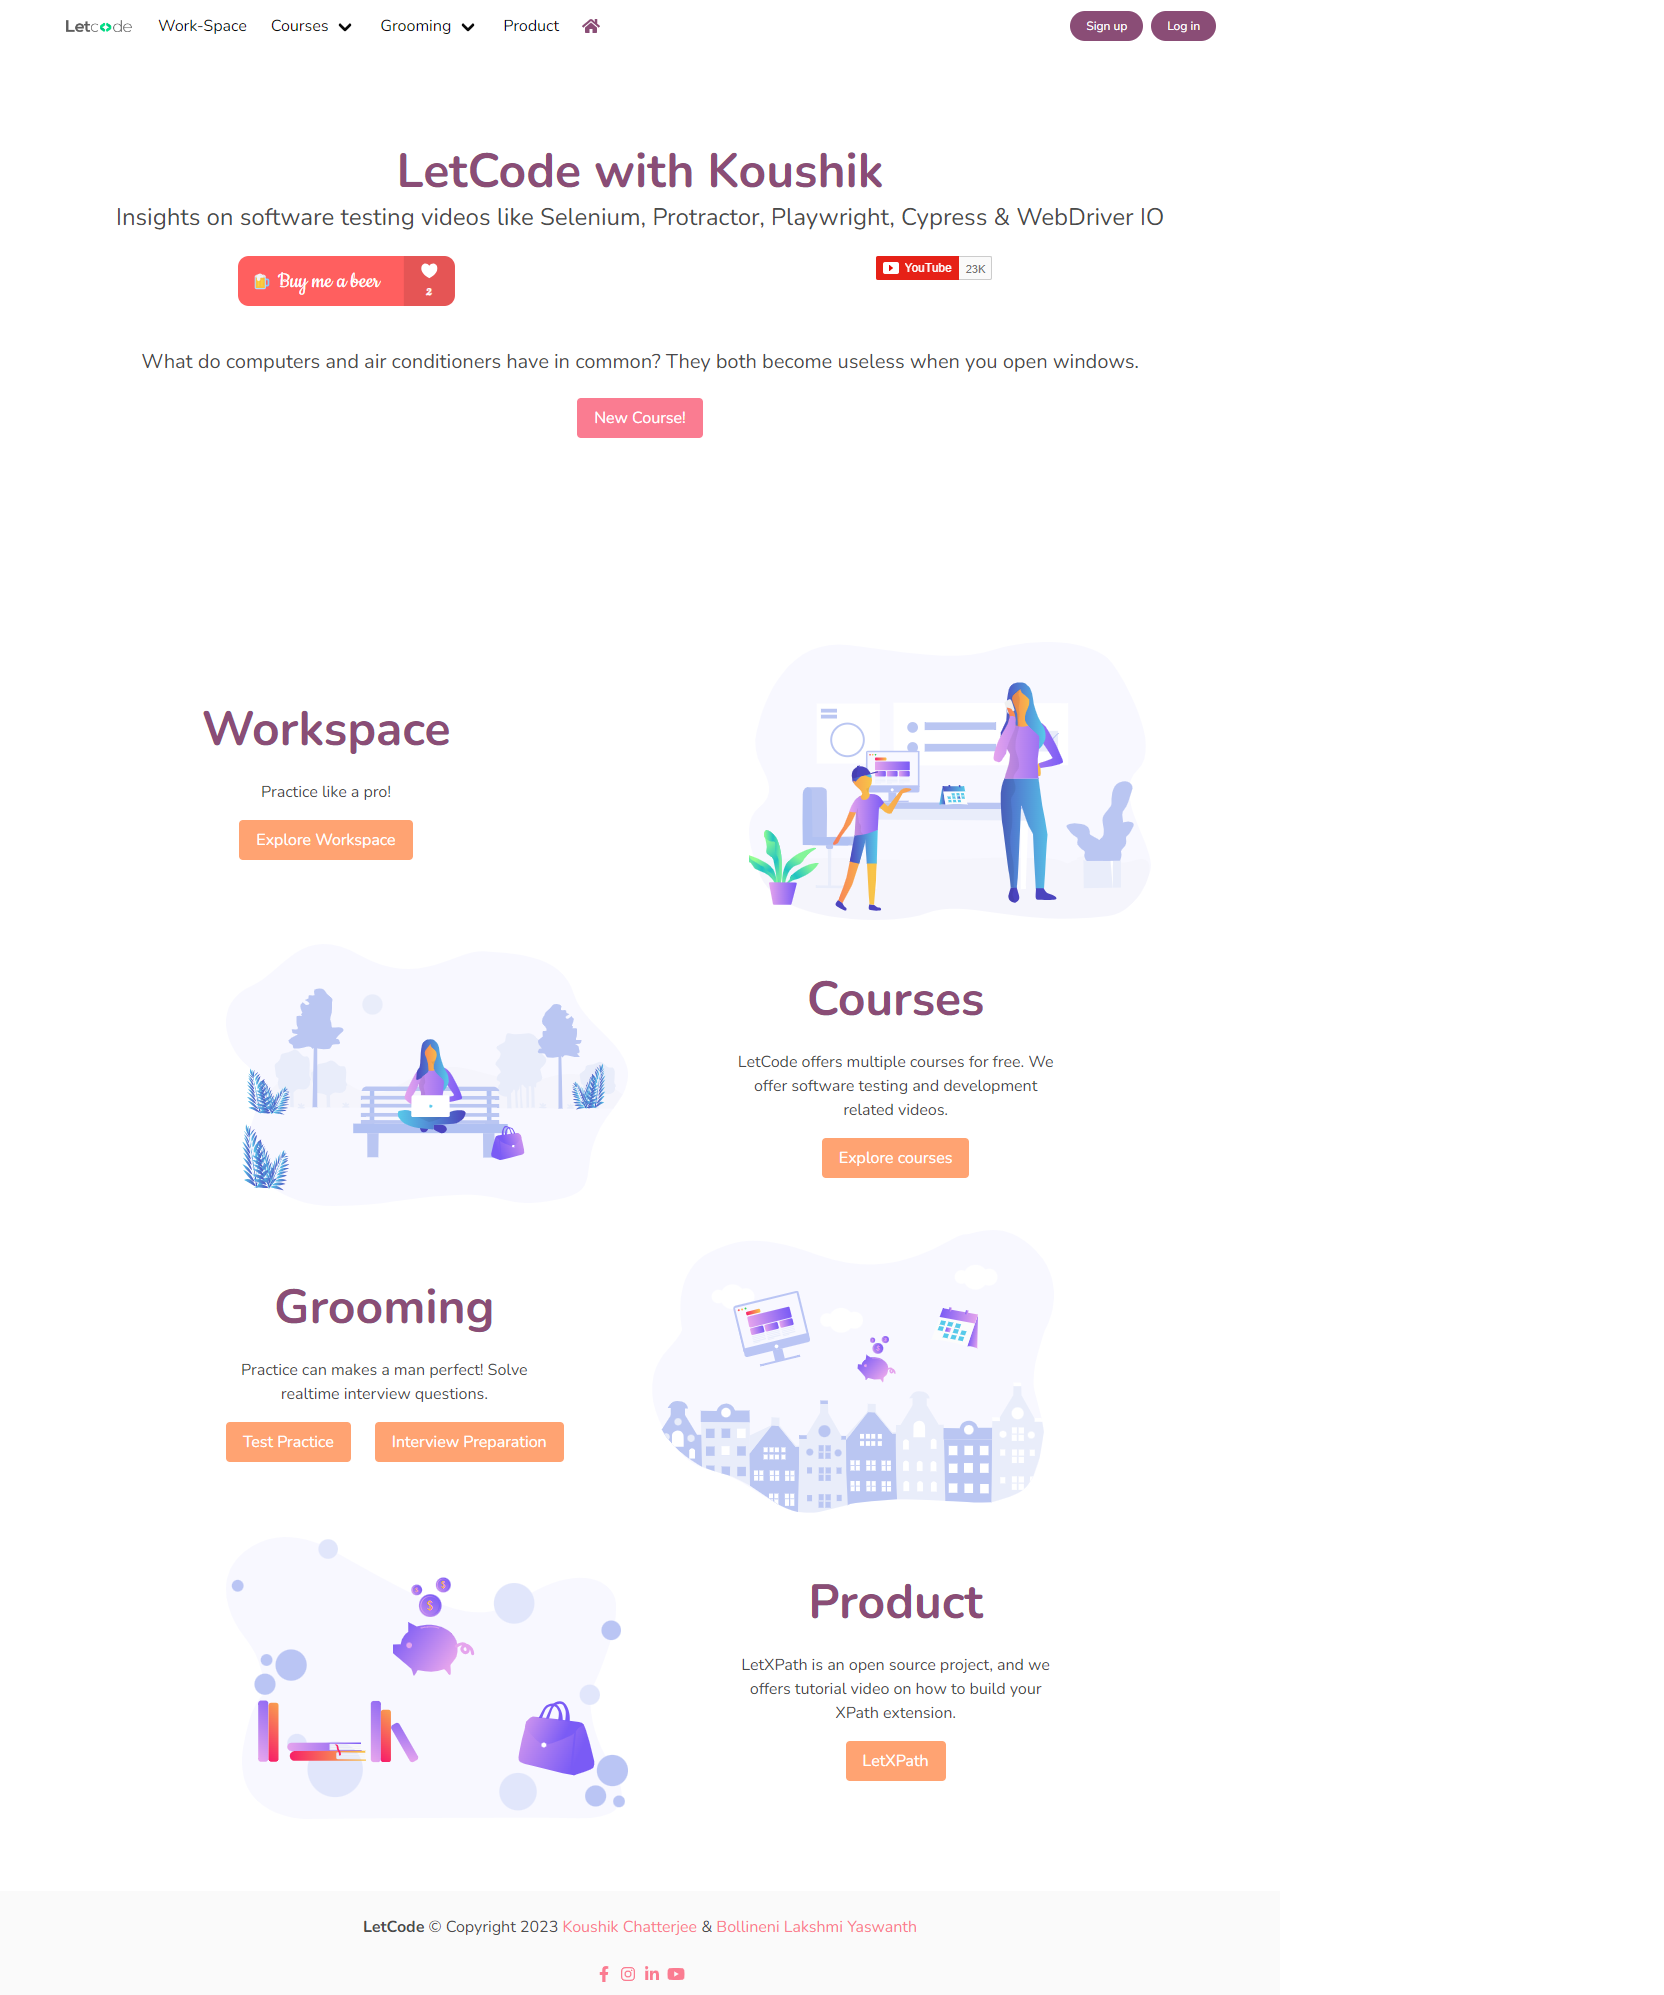 Letcode Work-Space Courses Grooming Product Sign up Log in
LetCode with Koushik
Insights on software testing videos like Selenium, Protractor, Playwright, Cypress & WebDriver IO
Buy me a beer 2
YouTube 23K
What do computers and air conditioners have in common? They both become useless when you open windows.
New Course!
Workspace
Practice like a pro!
Explore Workspace
Courses
LetCode offers multiple courses for free. We
offer software testing and development
related videos.
Explore courses
Grooming
Practice can makes a man perfect! Solve
realtime interview questions.
Test Practice Interview Preparation
Product
LetXPath is an open source project, and we
offers tutorial video on how to build your
XPath extension.
LetXPath
LetCode © Copyright 2023 Koushik Chatterjee & Bollineni Lakshmi Yaswanth